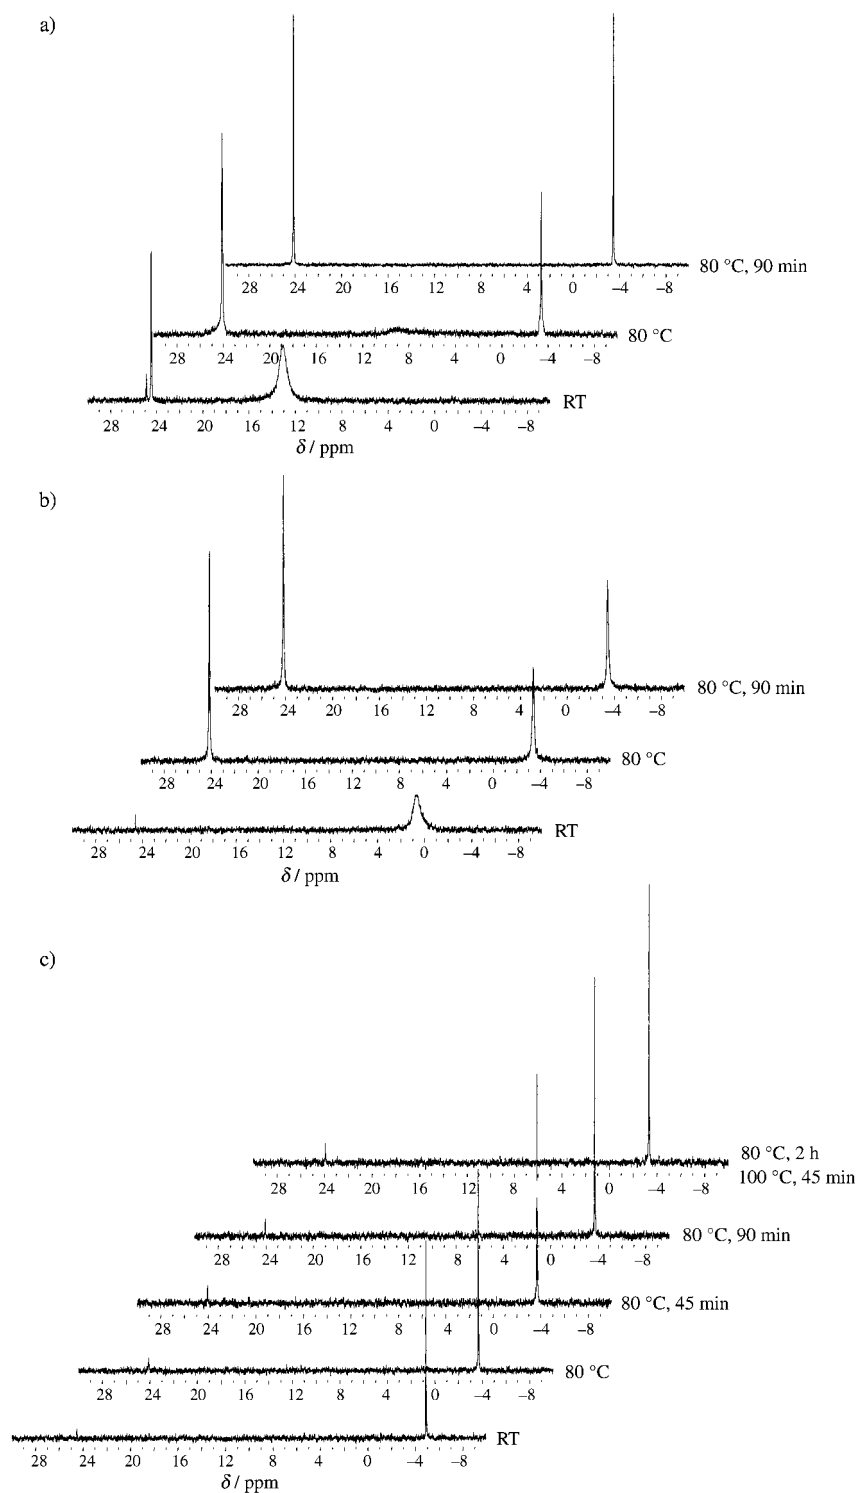 a)
28 24 20 16 12 8 4 0 –4 –8
80 °C, 90 min
28 24 20 16 12 8 4 0 –4 –8
80 °C
28 24 20 16 12 8 4 0 –4 –8
RT
δ / ppm
b)
28 24 20 16 12 8 4 0 –4 –8
80 °C, 90 min
28 24 20 16 12 8 4 0 –4 –8
80 °C
28 24 20 16 12 8 4 0 –4 –8
RT
δ / ppm
c)
80 °C, 2 h
28 24 20 16 12 8 6 4 0 –4 –8
100 °C, 45 min
28 24 20 16 12 8 6 4 0 –4 –8
80 °C, 90 min
28 24 20 16 12 8 6 4 0 –4 –8
80 °C, 45 min
28 24 20 16 12 8 4 0 –4 –8
80 °C
28 24 20 16 12 8 4 0 –4 –8
RT
δ / ppm